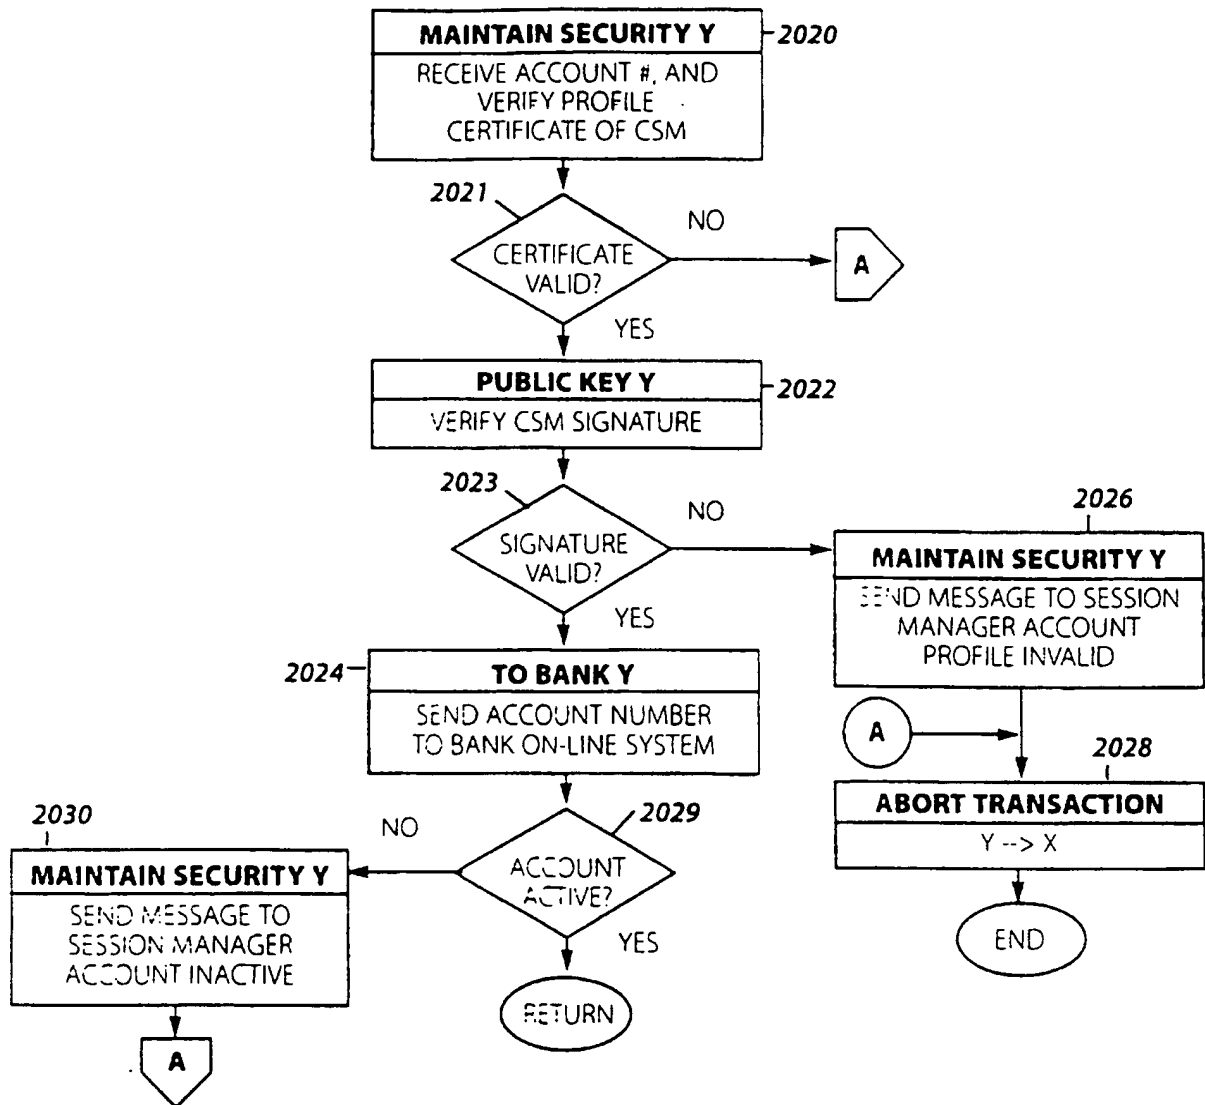 MAINTAIN SECURITY Y
2020
RECEIVE ACCOUNT #, AND
VERIFY PROFILE
CERTIFICATE OF CSM
2021
CERTIFICATE
VALID?
NO
A
YES
PUBLIC KEY Y
2022
VERIFY CSM SIGNATURE
2023
SIGNATURE
VALID?
NO
2026
MAINTAIN SECURITY Y
SEND MESSAGE TO SESSION
MANAGER ACCOUNT
PROFILE INVALID
YES
2024
TO BANK Y
SEND ACCOUNT NUMBER
TO BANK ON-LINE SYSTEM
A
2028
ABORT TRANSACTION
Y --> X
END
2029
ACCOUNT
ACTIVE?
NO
2030
MAINTAIN SECURITY Y
SEND MESSAGE TO
SESSION MANAGER
ACCOUNT INACTIVE
YES
RETURN
A